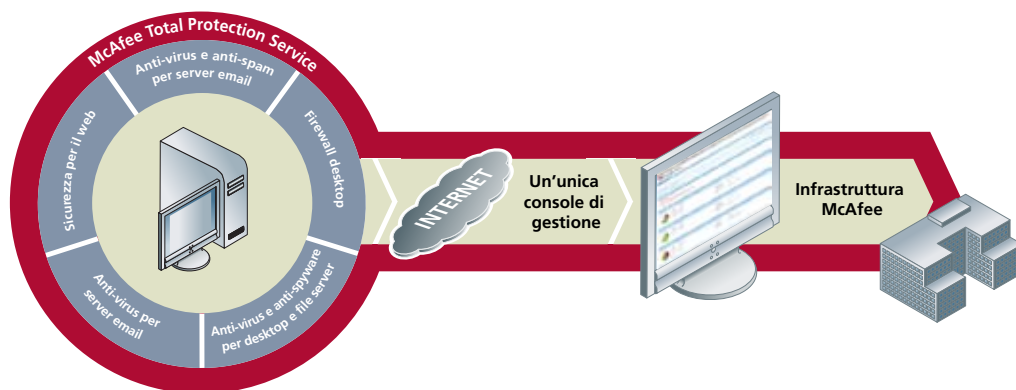 McAfee Total Protection Service
Anti-virus e anti-spam
per server email
Firewall desktop
Anti-virus e anti-spyware
per desktop e file server
Anti-virus per
server email
Sicurezza per il web
INTERNET
Un’unica
console di
gestione
Infrastruttura
McAfee